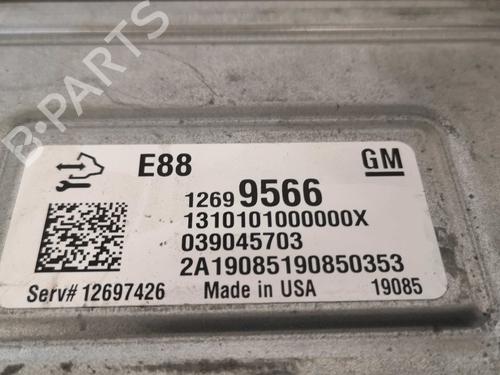 B-PARTS
E88
GM
1269 9566
1310101000000X
039045703
2A19085190850353
Serv# 12697426 Made in USA 19085